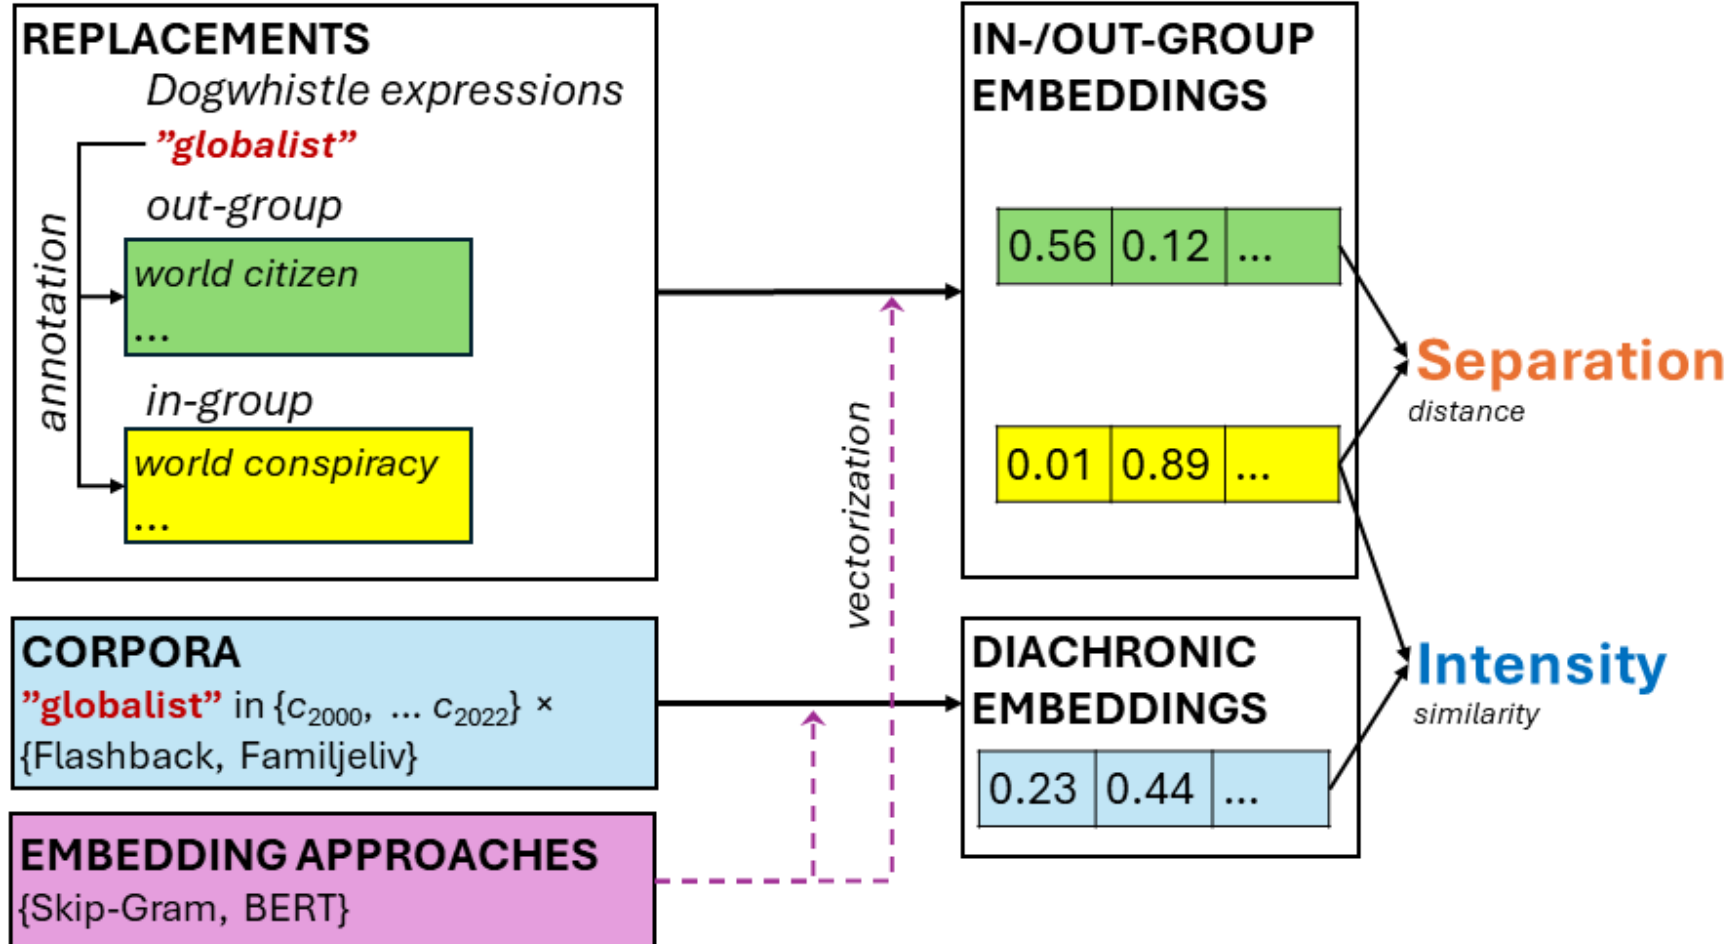 REPLACEMENTS
Dogwhistle expressions
”globalist”
annotation
out-group
world citizen
...
in-group
world conspiracy
...
CORPORA
”globalist” in {c2000, ... c2022} ×
{Flashback, Familjeliv}
EMBEDDING APPROACHES
{Skip-Gram, BERT}
vectorization
IN-/OUT-GROUP
EMBEDDINGS
0.56 0.12 ...
0.01 0.89 ...
DIACHRONIC
EMBEDDINGS
0.23 0.44 ...
Separation
distance
Intensity
similarity